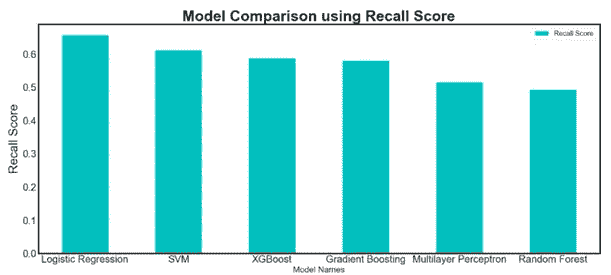 Model Comparison using Recall Score
Recall Score
Recall Score
0.6
0.5
0.4
0.3
0.2
0.1
0.0
Logistic Regression SVM XGBoost Gradient Boosting Multilayer Perceptron Random Forest
Model Names